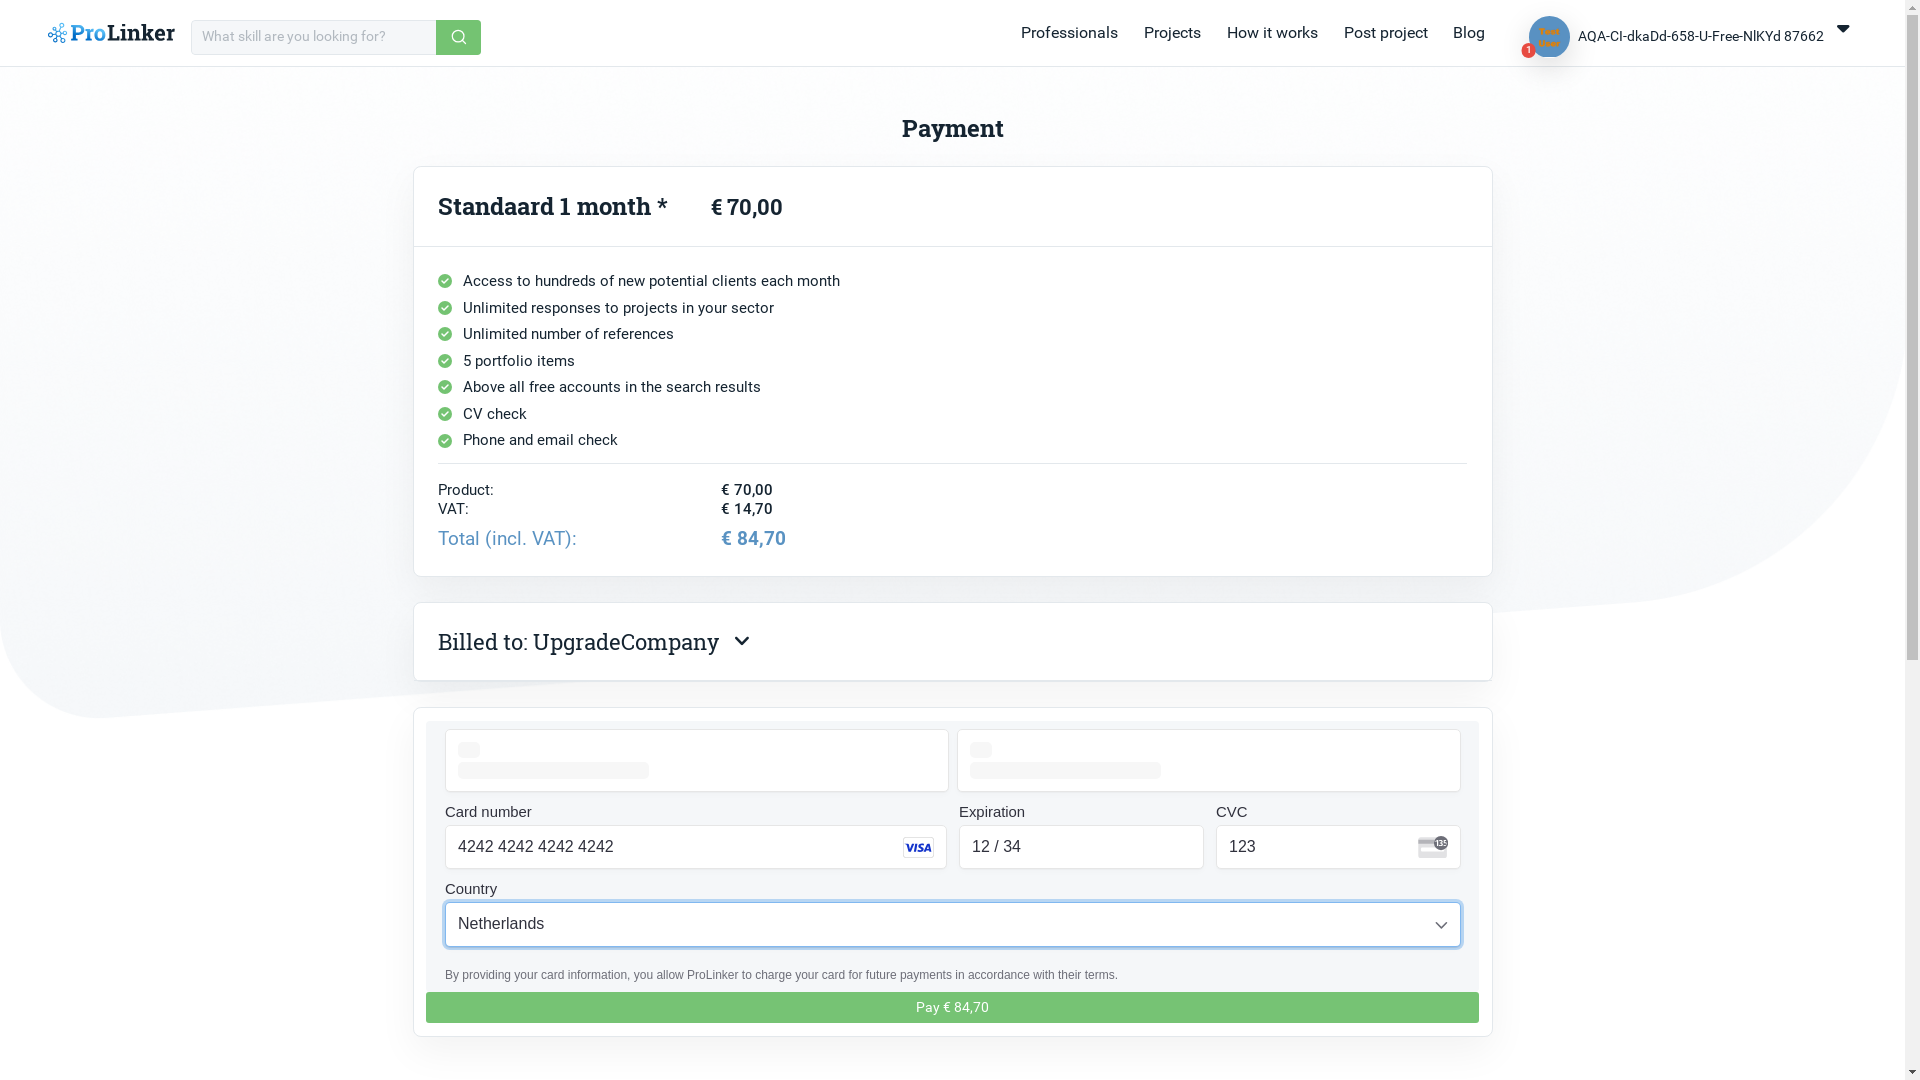 ProLinker
What skill are you looking for?
Professionals
Projects
How it works
Post project
Blog
Test
User
1
AQA-CI-dkaDd-658-U-Free-NlKYd 87662
Payment
Standaard 1 month * € 70,00
Access to hundreds of new potential clients each month
Unlimited responses to projects in your sector
Unlimited number of references
5 portfolio items
Above all free accounts in the search results
CV check
Phone and email check
Product: € 70,00
VAT: € 14,70
Total (incl. VAT): € 84,70
Billed to: UpgradeCompany
Card number
Expiration
CVC
4242 4242 4242 4242 VISA
12 / 34
123
135
Country
Netherlands
By providing your card information, you allow ProLinker to charge your card for future payments in accordance with their terms.
Pay € 84,70